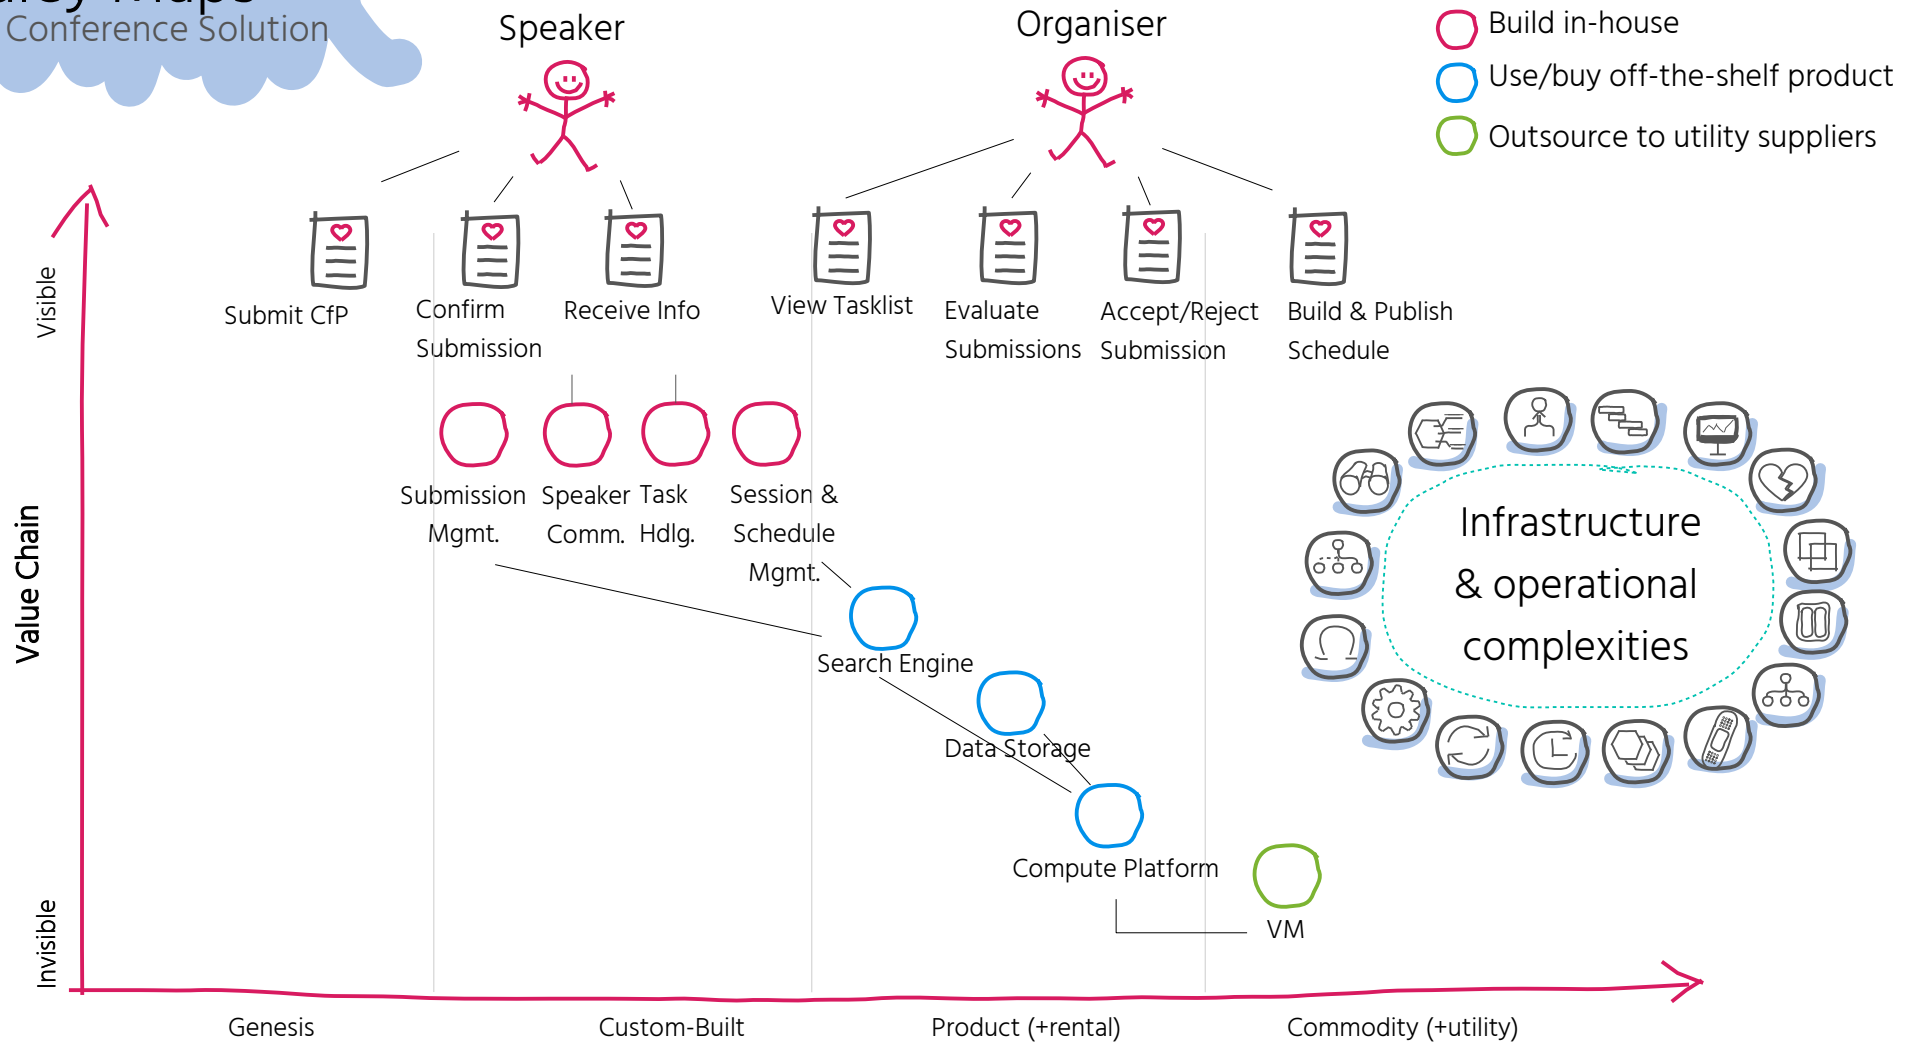 Maps
Conference Solution
Speaker
Organiser
Build in-house
Use/buy off-the-shelf product
Outsource to utility suppliers
Visible
Value Chain
Invisible
Submit CfP
Confirm
Submission
Receive Info
View Tasklist
Evaluate
Submissions
Accept/Reject
Submission
Build & Publish
Schedule
Submission
Mgmt.
Speaker
Comm.
Task
Hdlg.
Session &
Schedule
Mgmt.
Search Engine
Data Storage
Compute Platform
VM
Infrastructure
& operational
complexities
Genesis
Custom-Built
Product (+rental)
Commodity (+utility)